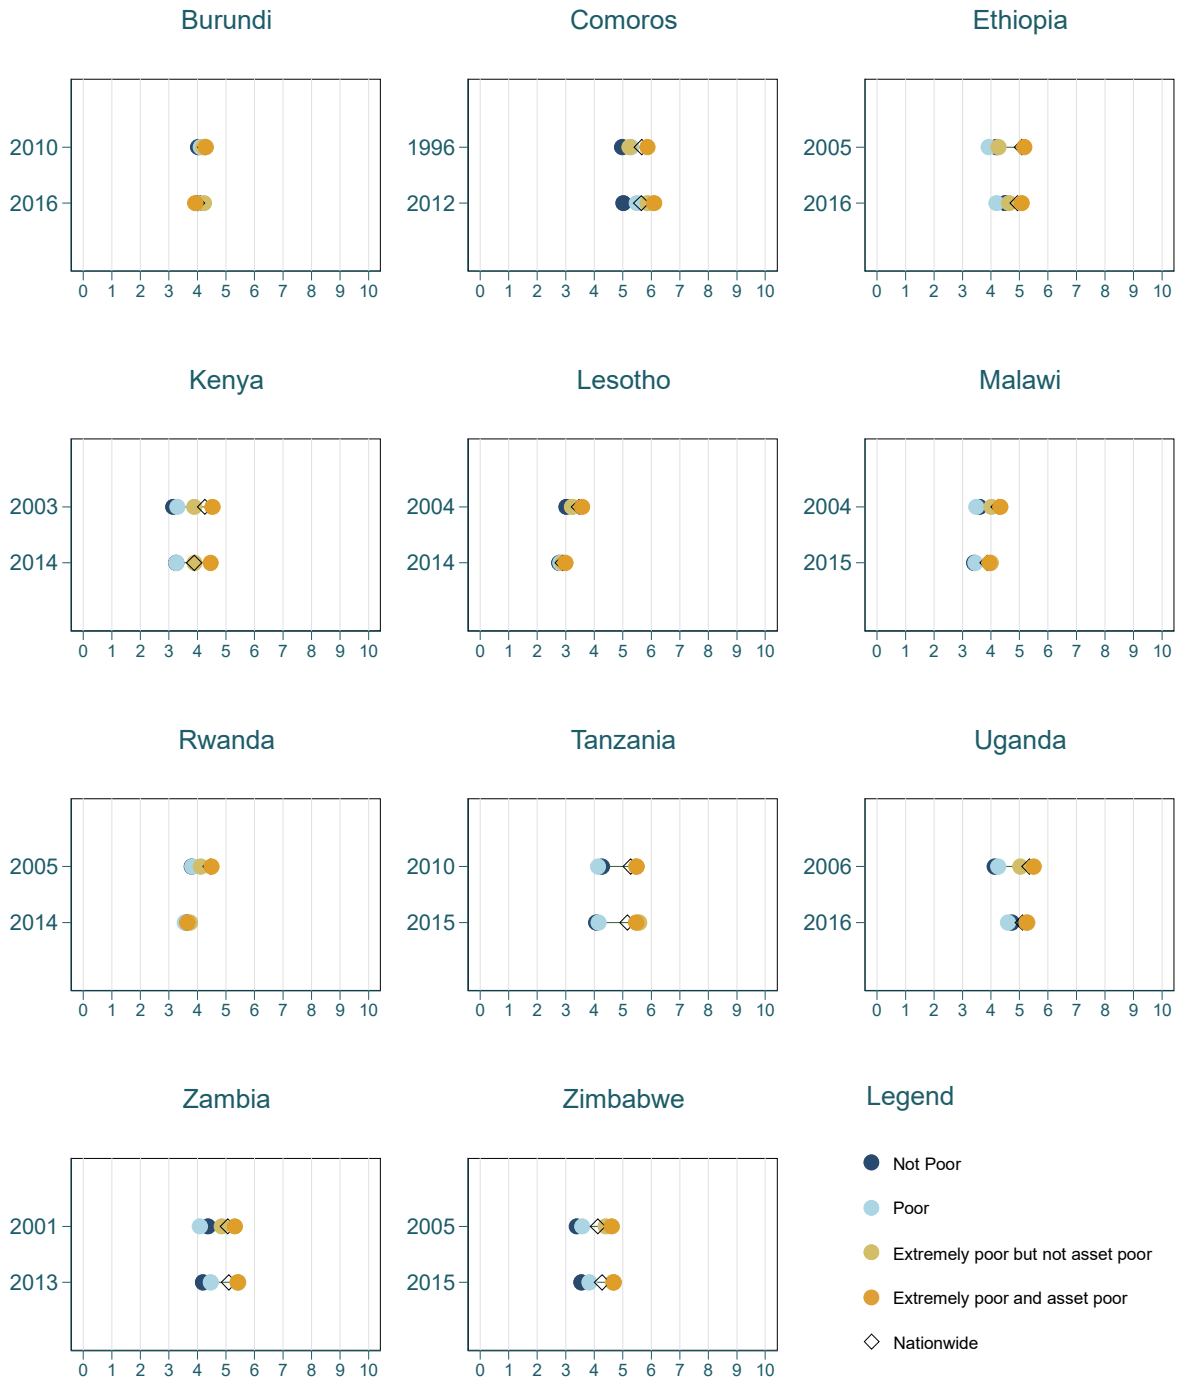 Burundi
Comoros
Ethiopia
2010
2016
0 1 2 3 4 5 6 7 8 9 10
1996
2012
0 1 2 3 4 5 6 7 8 9 10
2005
2016
0 1 2 3 4 5 6 7 8 9 10
Kenya
Lesotho
Malawi
2003
2014
0 1 2 3 4 5 6 7 8 9 10
2004
2014
0 1 2 3 4 5 6 7 8 9 10
2004
2015
0 1 2 3 4 5 6 7 8 9 10
Rwanda
Tanzania
Uganda
2005
2014
0 1 2 3 4 5 6 7 8 9 10
2010
2015
0 1 2 3 4 5 6 7 8 9 10
2006
2016
0 1 2 3 4 5 6 7 8 9 10
Zambia
Zimbabwe
Legend
2001
2013
0 1 2 3 4 5 6 7 8 9 10
2005
2015
0 1 2 3 4 5 6 7 8 9 10
Not Poor
Poor
Extremely poor but not asset poor
Extremely poor and asset poor
Nationwide